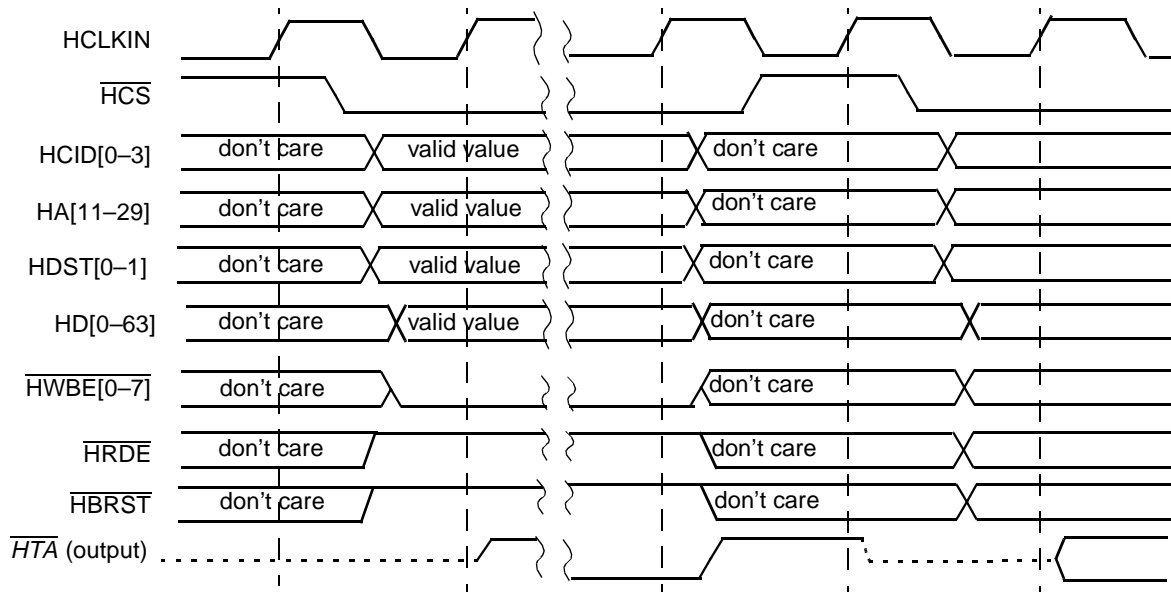 HCLKIN
HCS
HCID[0–3] don't care valid value don't care
HA[11–29] don't care valid value don't care
HDST[0–1] don't care valid value don't care
HD[0–63] don't care valid value don't care
HWBE[0–7] don't care don't care
HRDE don't care don't care
HBRST don't care don't care
HTA (output)